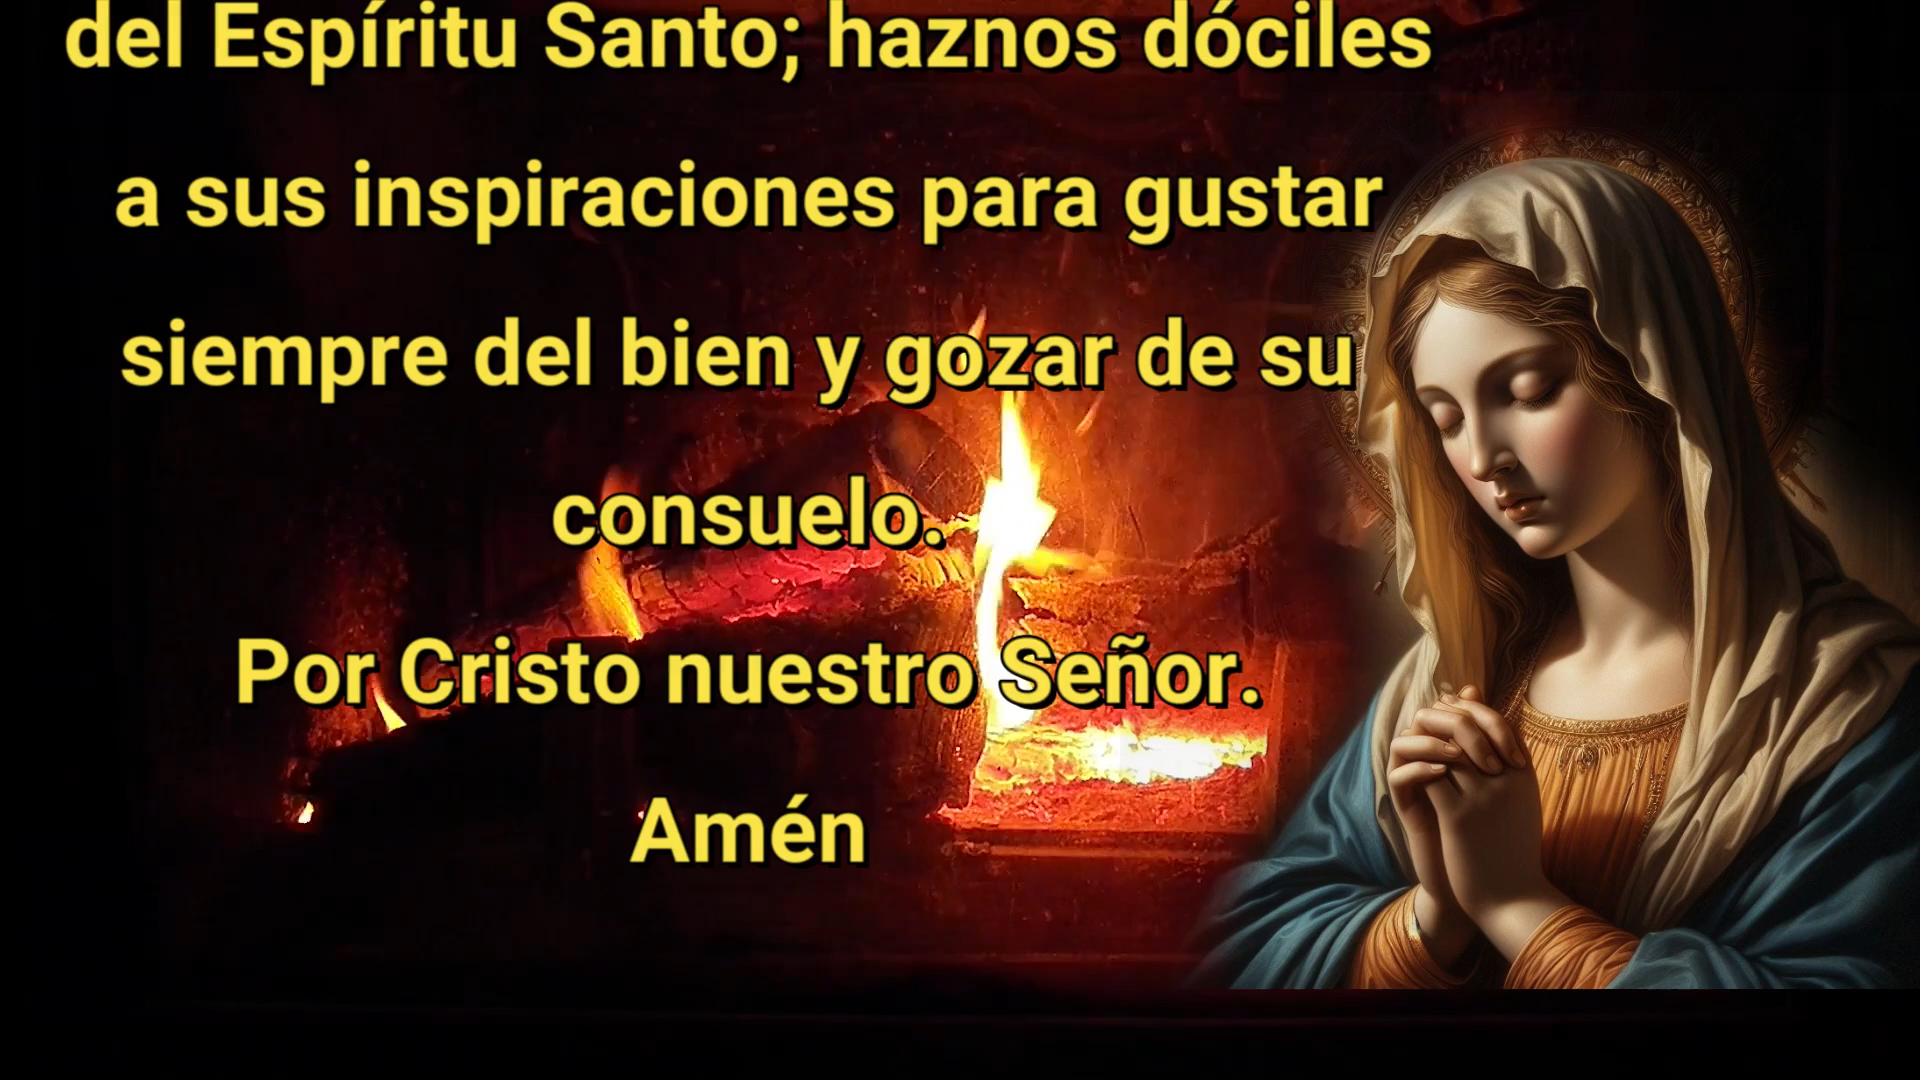 del Espíritu Santo; haznos dóciles
a sus inspiraciones para gustar
siempre del bien y gozar de su
consuelo.
Por Cristo nuestro Señor.
Amén